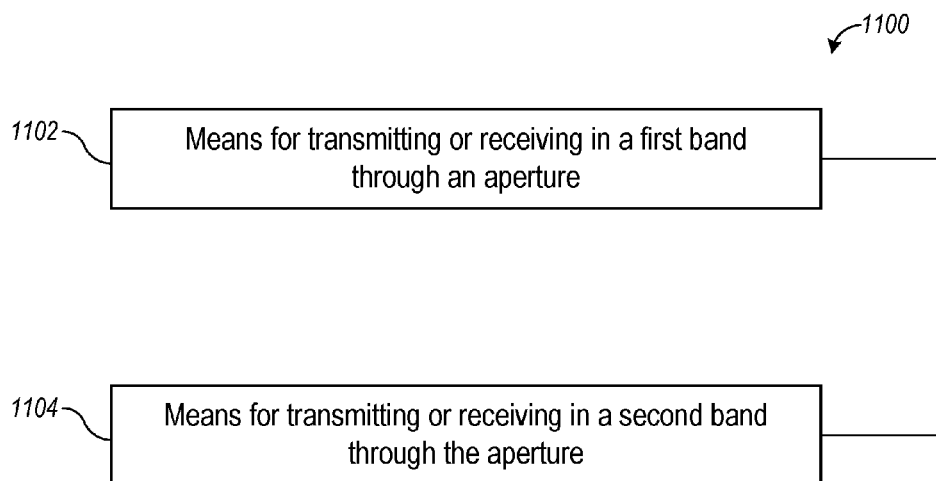 1100
1102
Means for transmitting or receiving in a first band
through an aperture
1104
Means for transmitting or receiving in a second band
through the aperture